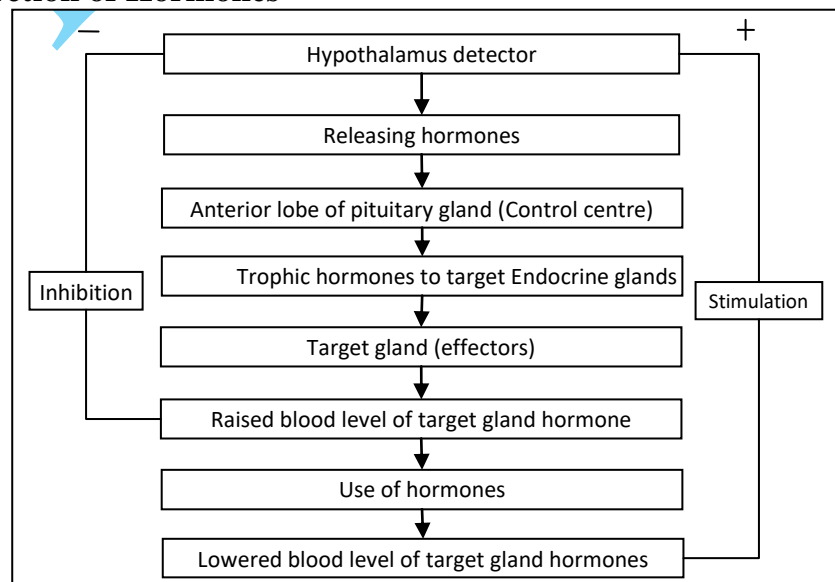 − +
Hypothalamus detector
Releasing hormones
Anterior lobe of pituitary gland (Control centre)
Trophic hormones to target Endocrine glands
Inhibition
Stimulation
Target gland (effectors)
Raised blood level of target gland hormone
Use of hormones
Lowered blood level of target gland hormones